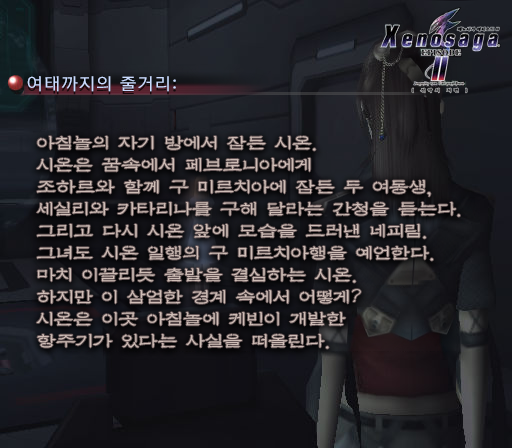 Xenosaga
EPISODE
II
[ 선악의 피안 ]
여태까지의 줄거리:
아침놀의 자기 방에서 잠든 시온.
시온은 꿈속에서 페브로니아에게
조하르와 함께 구 미르치아에 잠든 두 여동생,
세실리와 카타리나를 구해 달라는 간청을 듣는다.
그리고 다시 시온 앞에 모습을 드러낸 네피림.
그녀도 시온 일행의 구 미르치아행을 예언한다.
마치 이끌리듯 출발을 결심하는 시온.
하지만 이 삼엄한 경계 속에서 어떻게?
시온은 이곳 아침놀에 케빈이 개발한
항주기가 있다는 사실을 떠올린다.